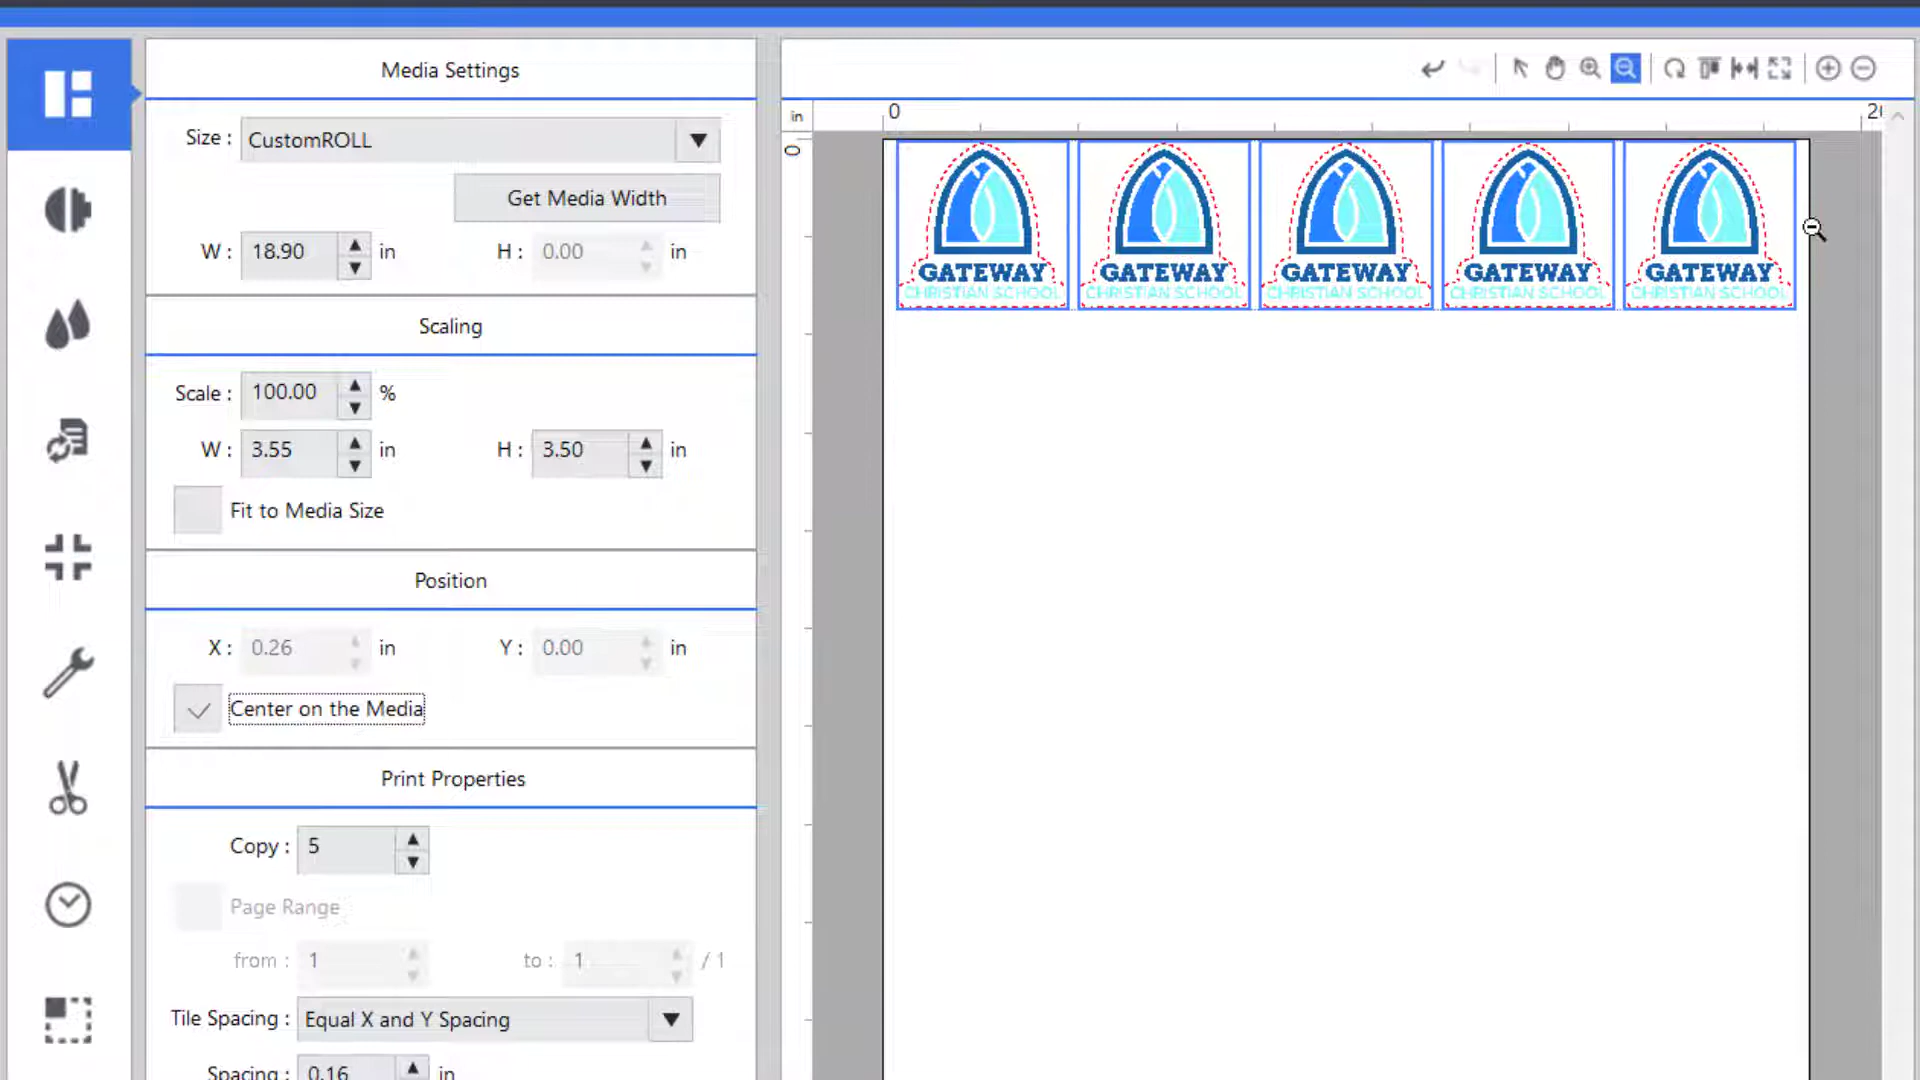 Media Settings
Size : CustomROLL
Get Media Width
W : 18.90 in H : 0.00 in
Scaling
Scale : 100.00 %
W : 3.55 in H : 3.50 in
Fit to Media Size
Position
X : 0.26 in Y : 0.00 in
Center on the Media
Print Properties
Copy : 5
Page Range
from : 1 to : 1 / 1
Tile Spacing : Equal X and Y Spacing
Spacing : 0.16 in
in 0 20
0
GATEWAY GATEWAY GATEWAY GATEWAY GATEWAY
CHRISTIAN SCHOOL CHRISTIAN SCHOOL CHRISTIAN SCHOOL CHRISTIAN SCHOOL CHRISTIAN SCHOOL